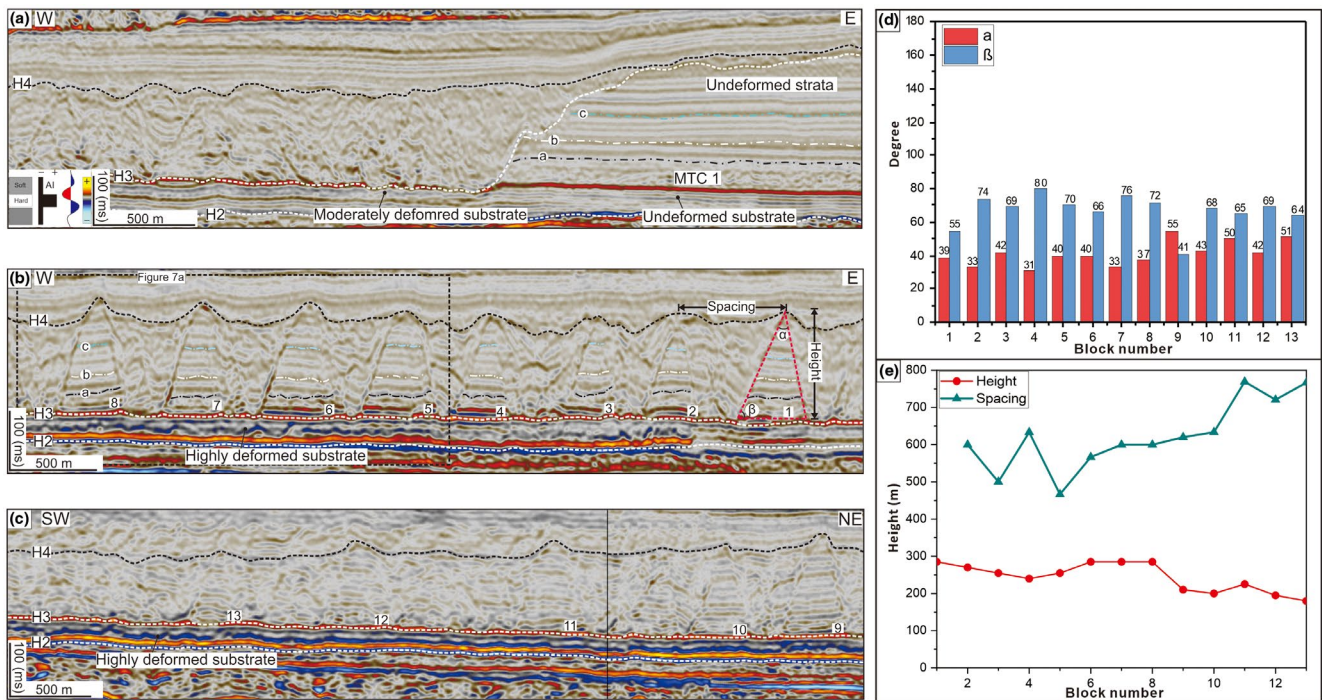 (a) W
E
H4
Undeformed strata
c
b
a
H3
MTC 1
Soft
Hard
- +
AI
+
-
100 (ms)
500 m
H2
Moderately defomred substrate
Undeformed substrate
(b) W
Figure 7a
E
H4
Spacing
α
Height
c
b
a
β
8
7
6
5
4
3
2
1
H3
100 (ms)
H2
500 m
Highly deformed substrate
(c) SW
NE
H4
H3
13
12
11
10
9
H2
100 (ms)
Highly deformed substrate
500 m
(d)
a
ß
Degree
180
160
140
120
100
80
60
40
20
0
39 55 33 74 42 69 31 80 40 70 40 66 33 76 37 72 55 41 43 68 50 65 42 69 51 64
1 2 3 4 5 6 7 8 9 10 11 12 13
Block number
(e)
Height
Spacing
Height (m)
800
700
600
500
400
300
200
100
0
2 4 6 8 10 12
Block number